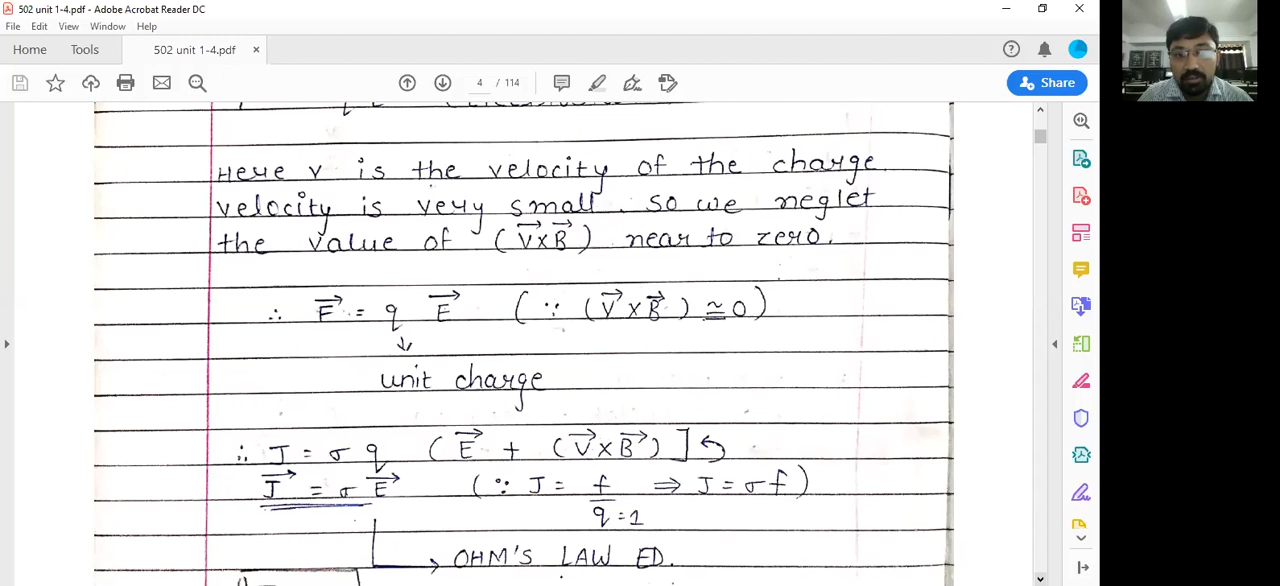 502 unit 1-4.pdf - Adobe Acrobat Reader DC
File Edit View Window Help
Home Tools 502 unit 1-4.pdf ×
4 / 114
Share
Here v is the velocity of the charge
velocity is very small. so we neglet
the value of (V⃗×B⃗) near to zero.
∴ F⃗ = q E⃗ (∵ (V⃗×B⃗) ≅ 0)
↓
unit charge
∴ J = σ q (E⃗ + (V⃗×B⃗)] ↰
J⃗ = σ E⃗ (∵ J = f/q=1 ⇒ J = σf)
→ OHM'S LAW ED.